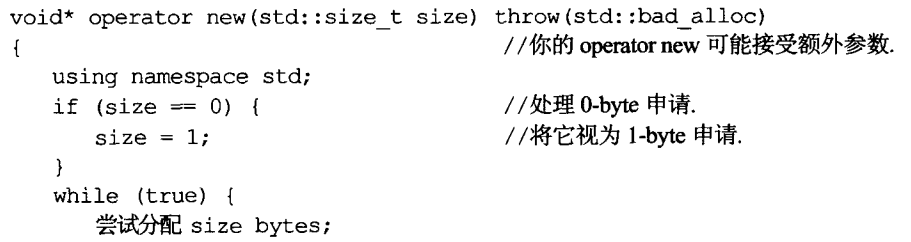 void* operator new(std::size_t size) throw(std::bad_alloc)
{ //你的 operator new 可能接受额外参数.
using namespace std;
if (size == 0) { //处理 0-byte 申请.
size = 1; //将它视为 1-byte 申请.
}
while (true) {
尝试分配 size bytes;